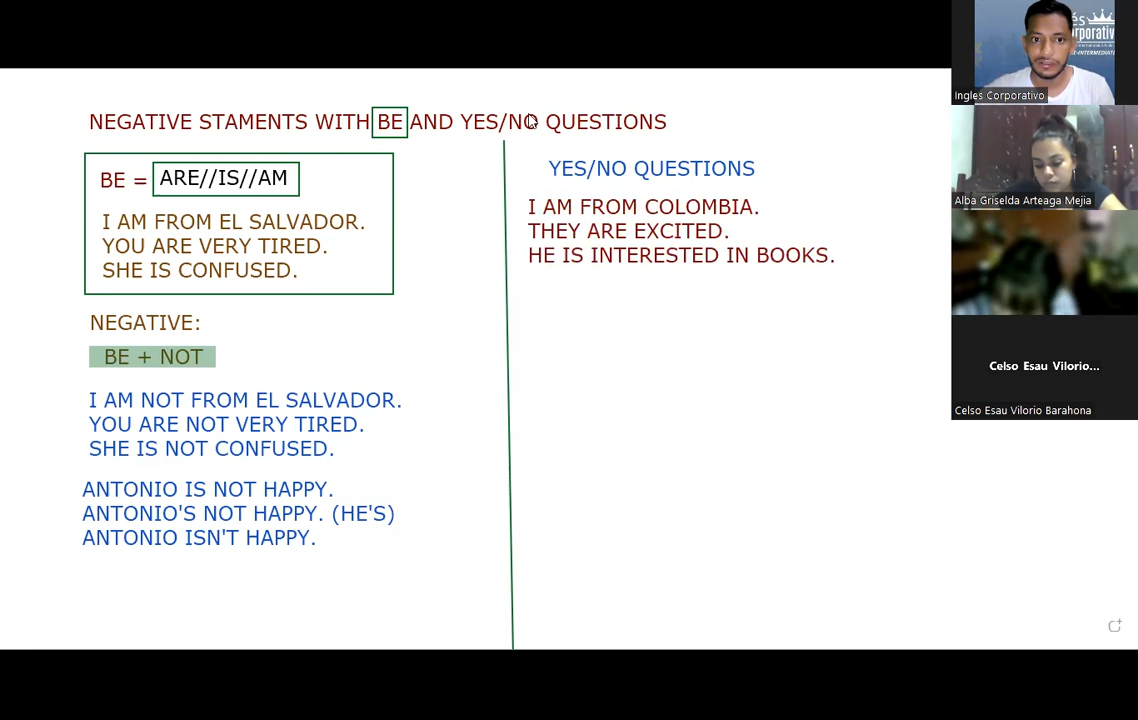 NEGATIVE STAMENTS WITH BE AND YES/NO QUESTIONS
BE = ARE//IS//AM
I AM FROM EL SALVADOR.
YOU ARE VERY TIRED.
SHE IS CONFUSED.
NEGATIVE:
BE + NOT
I AM NOT FROM EL SALVADOR.
YOU ARE NOT VERY TIRED.
SHE IS NOT CONFUSED.
ANTONIO IS NOT HAPPY.
ANTONIO'S NOT HAPPY. (HE'S)
ANTONIO ISN'T HAPPY.
YES/NO QUESTIONS
I AM FROM COLOMBIA.
THEY ARE EXCITED.
HE IS INTERESTED IN BOOKS.
Ingles Corporativo
Alba Griselda Arteaga Mejia
Celso Esau Vilorio...
Celso Esau Vilorio Barahona